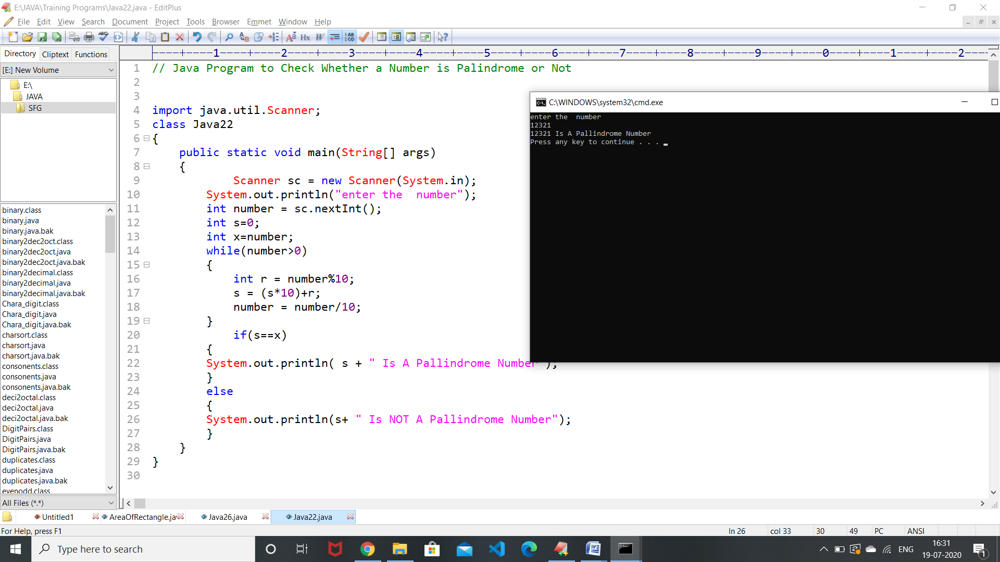 E:\JAVA\Training Programs\Java22.java - EditPlus
File Edit View Search Document Project Tools Browser Emmet Window Help
Directory Cliptext Functions
[E:] New Volume
E:\
JAVA
SFG
binary.class
binary.java
binary.java.bak
binary2dec2oct.class
binary2dec2oct.java
binary2dec2oct.java.bak
binary2decimal.class
binary2decimal.java
binary2decimal.java.bak
Chara_digit.class
Chara_digit.java
Chara_digit.java.bak
charsort.class
charsort.java
charsort.java.bak
consonents.class
consonents.java
consonents.java.bak
deci2octal.class
deci2octal.java
deci2octal.java.bak
DigitPairs.class
DigitPairs.java
DigitPairs.java.bak
duplicates.class
duplicates.java
duplicates.java.bak
evenodd.class
All Files (*.*)
----+----1----+----2----+----3----+----4----+----5----+----6----+----7----+----8----+----9----+----0----+----1----+----2----
1 // Java Program to Check Whether a Number is Palindrome or Not
2
3
4 import java.util.Scanner;
5 class Java22
6 {
7 public static void main(String[] args)
8 {
9 Scanner sc = new Scanner(System.in);
10 System.out.println("enter the  number");
11 int number = sc.nextInt();
12 int s=0;
13 int x=number;
14 while(number>0)
15 {
16 int r = number%10;
17 s = (s*10)+r;
18 number = number/10;
19 }
20 if(s==x)
21 {
22 System.out.println( s + " Is A Pallindrome Number");
23 }
24 else
25 {
26 System.out.println(s+ " Is NOT A Pallindrome Number");
27 }
28 }
29 }
30
C:\WINDOWS\system32\cmd.exe
enter the  number
12321
12321 Is A Pallindrome Number
Press any key to continue . . . _
Untitled1 AreaOfRectangle.jav Java26.java Java22.java
For Help, press F1 ln 26 col 33 30 49 PC ANSI
Type here to search
ENG
16:31
19-07-2020
1